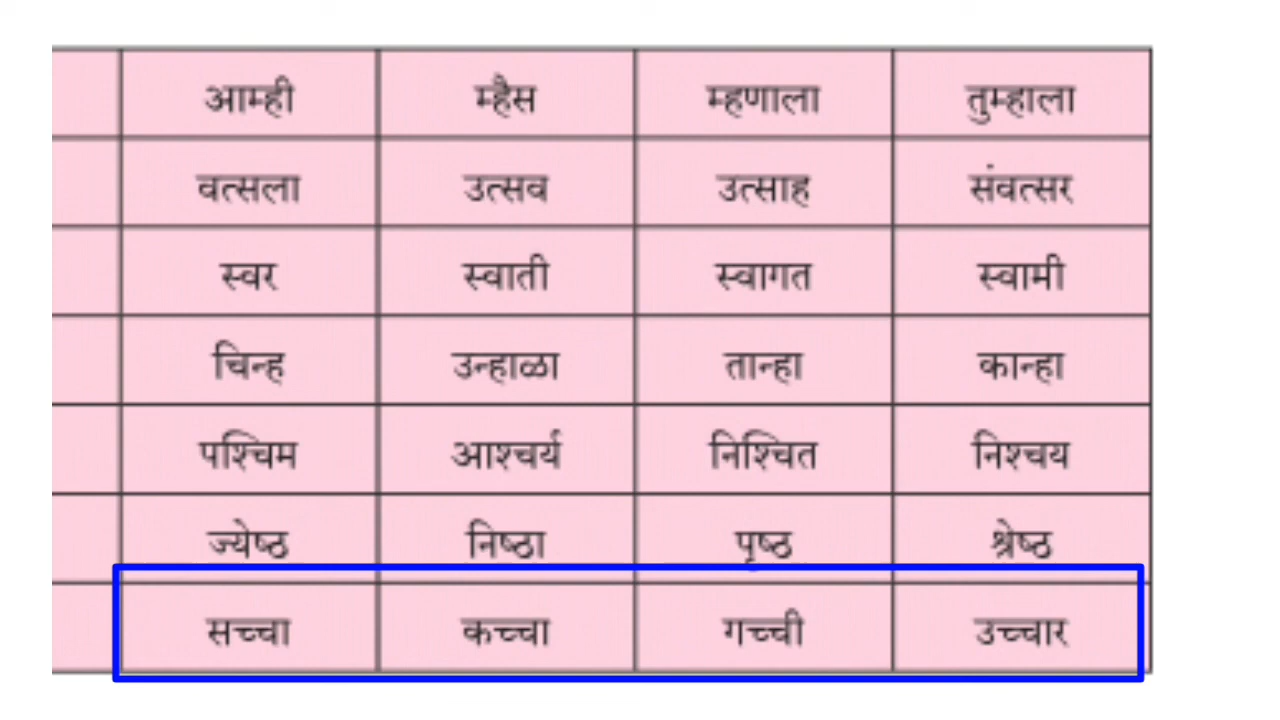 आम्ही म्हैस म्हणाला तुम्हाला
वत्सला उत्सव उत्साह संवत्सर
स्वर स्वाती स्वागत स्वामी
चिन्ह उन्हाळा तान्हा कान्हा
पश्चिम आश्चर्य निश्चित निश्चय
ज्येष्ठ निष्ठा पृष्ठ श्रेष्ठ
सच्चा कच्चा गच्ची उच्चार